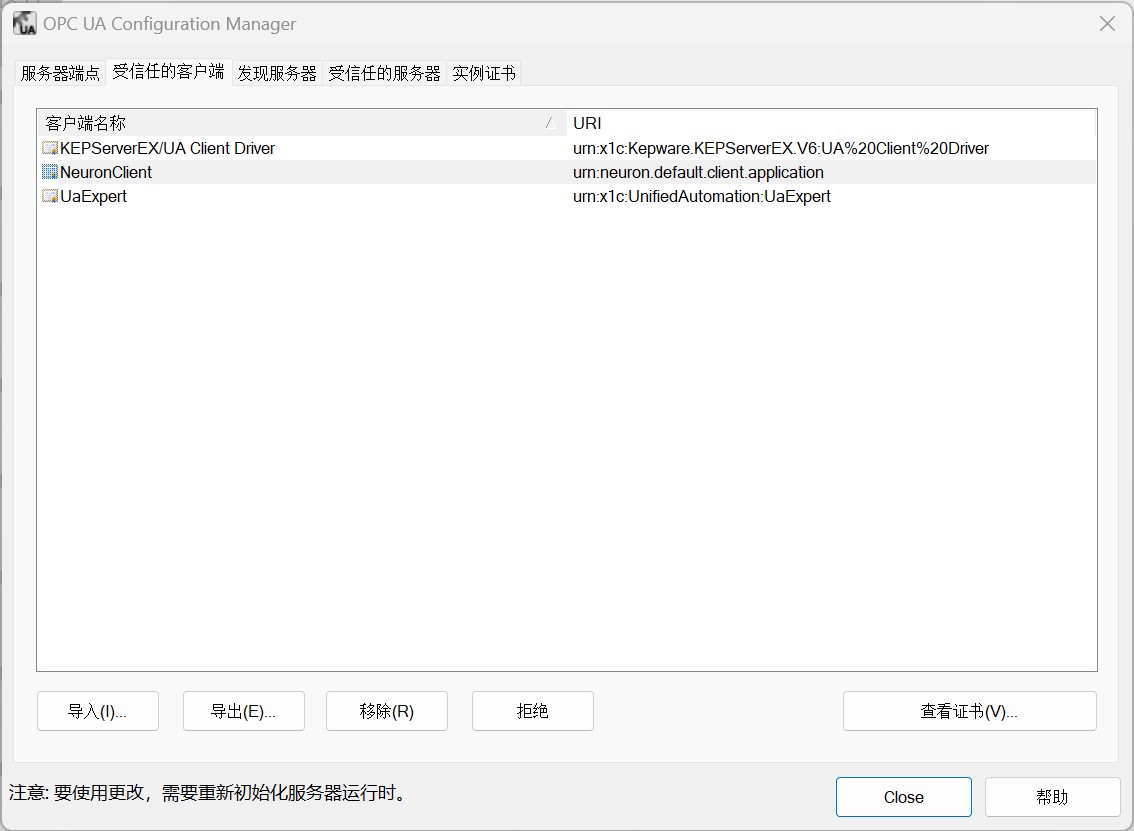 OPC UA Configuration Manager
服务器端点 受信任的客户端 发现服务器 受信任的服务器 实例证书
客户端名称 URI
KEPServerEX/UA Client Driver urn:x1c:Kepware.KEPServerEX.V6:UA%20Client%20Driver
NeuronClient urn:neuron.default.client.application
UaExpert urn:x1c:UnifiedAutomation:UaExpert
导入(I)... 导出(E)... 移除(R) 拒绝 查看证书(V)...
注意: 要使用更改，需要重新初始化服务器运行时。
Close 帮助